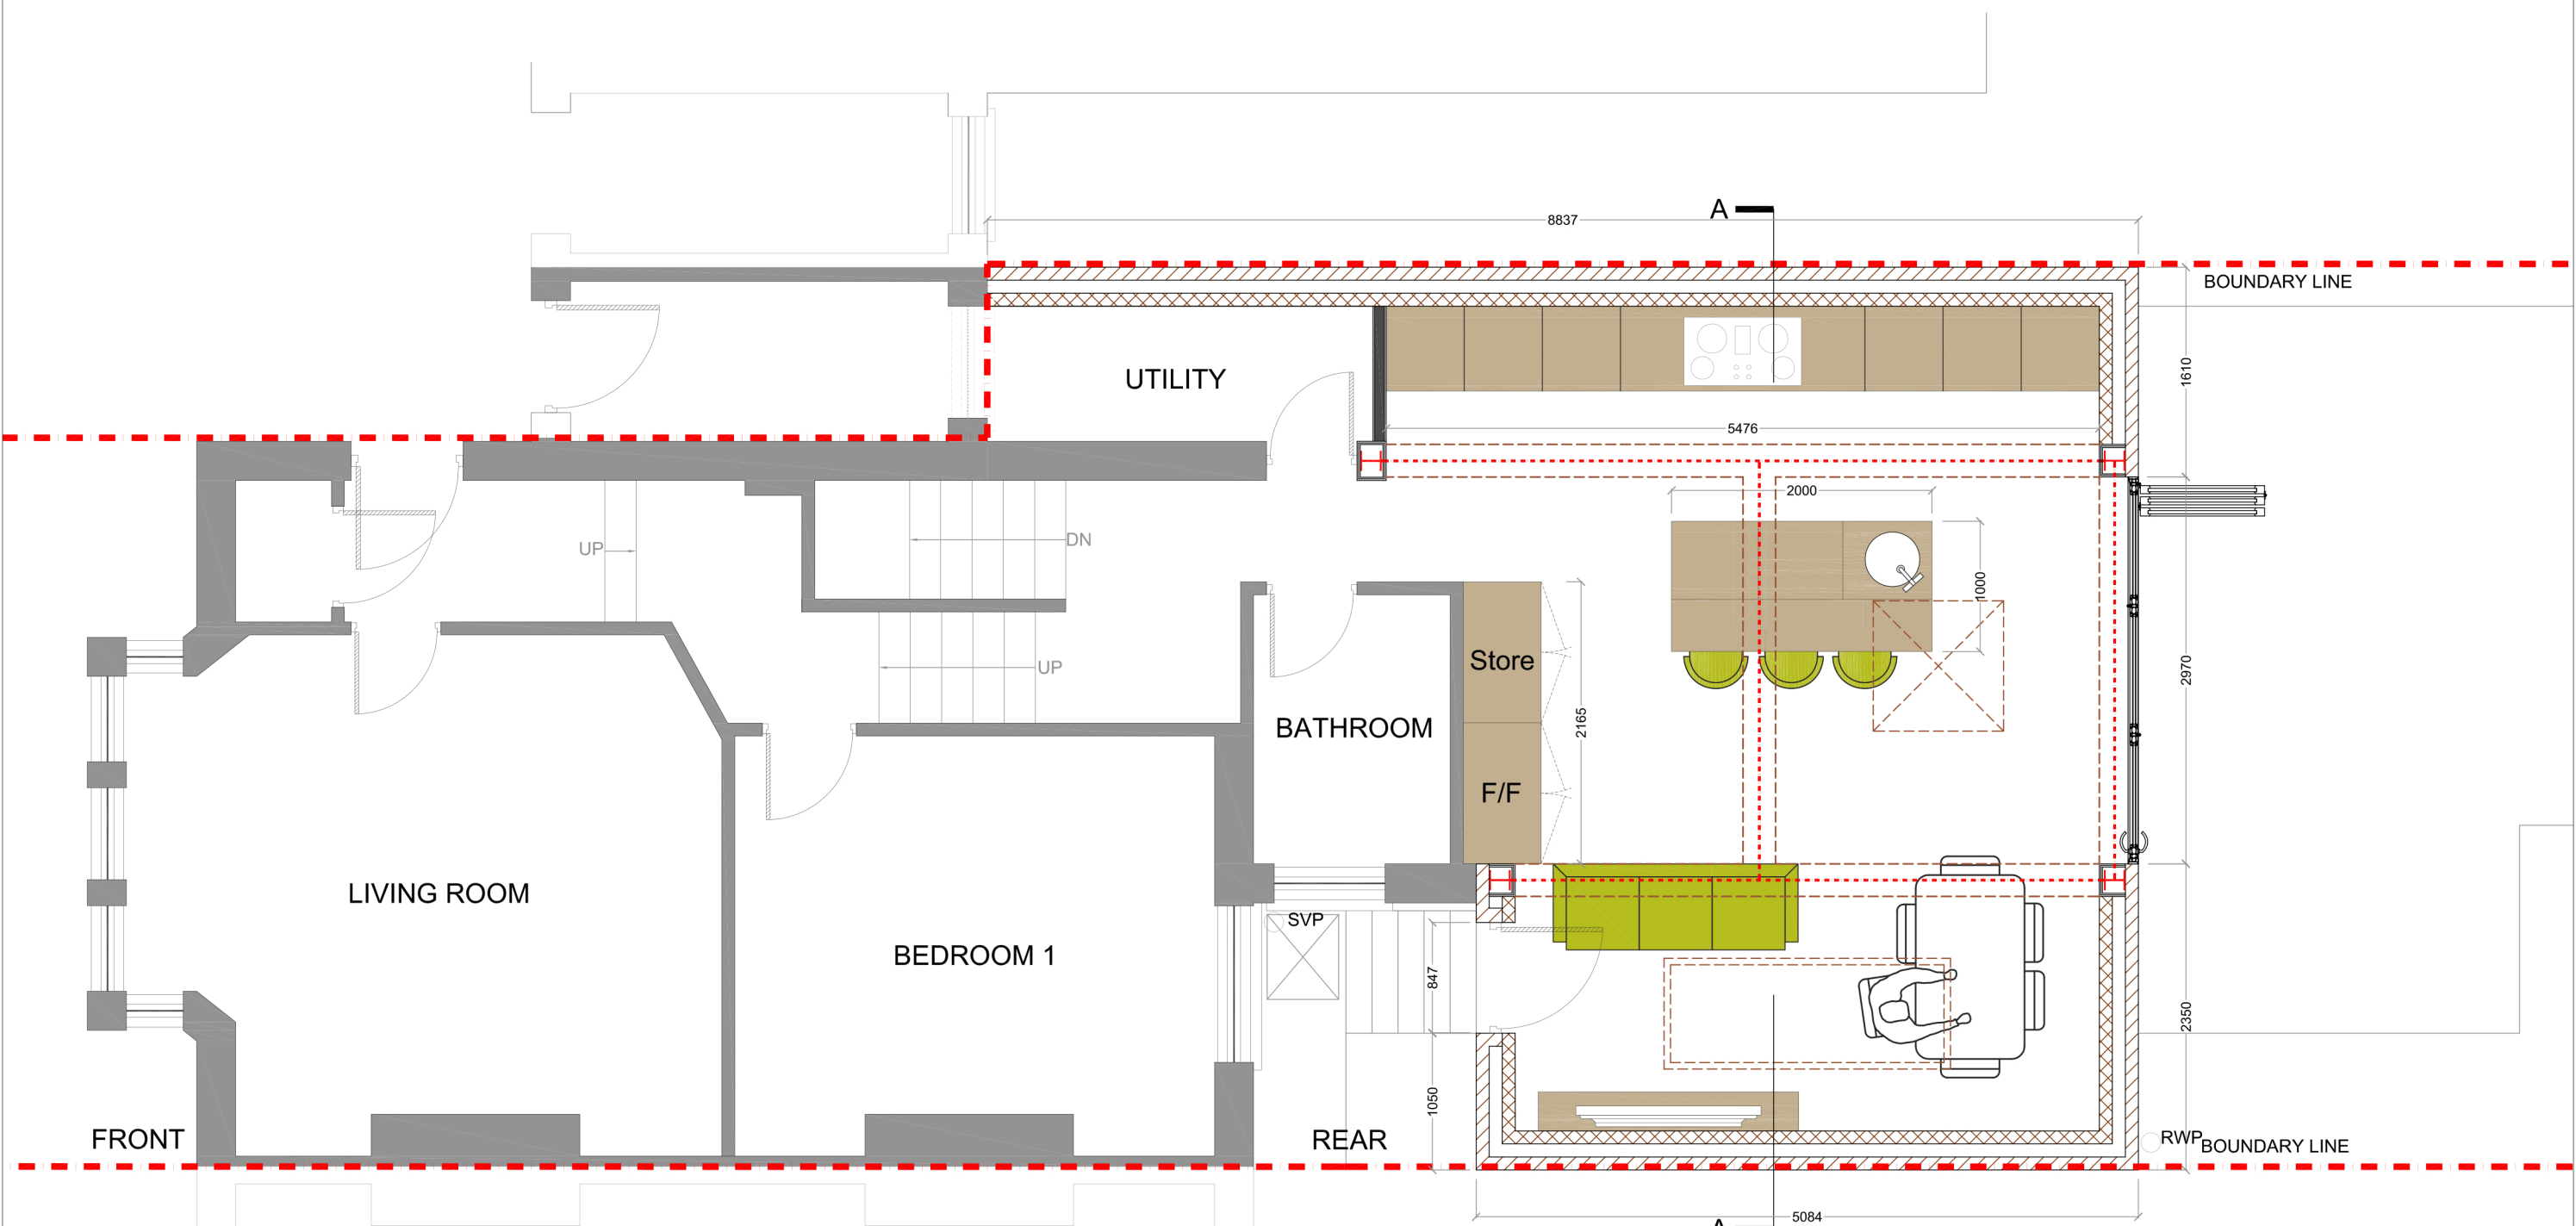 A
8837
BOUNDARY LINE
1610
UTILITY
5476
2000
UP
DN
1000
UP
Store
2970
2165
BATHROOM
F/F
LIVING ROOM
SVP
BEDROOM 1
847
2350
1050
FRONT
REAR
RWP
BOUNDARY LINE
5084
A